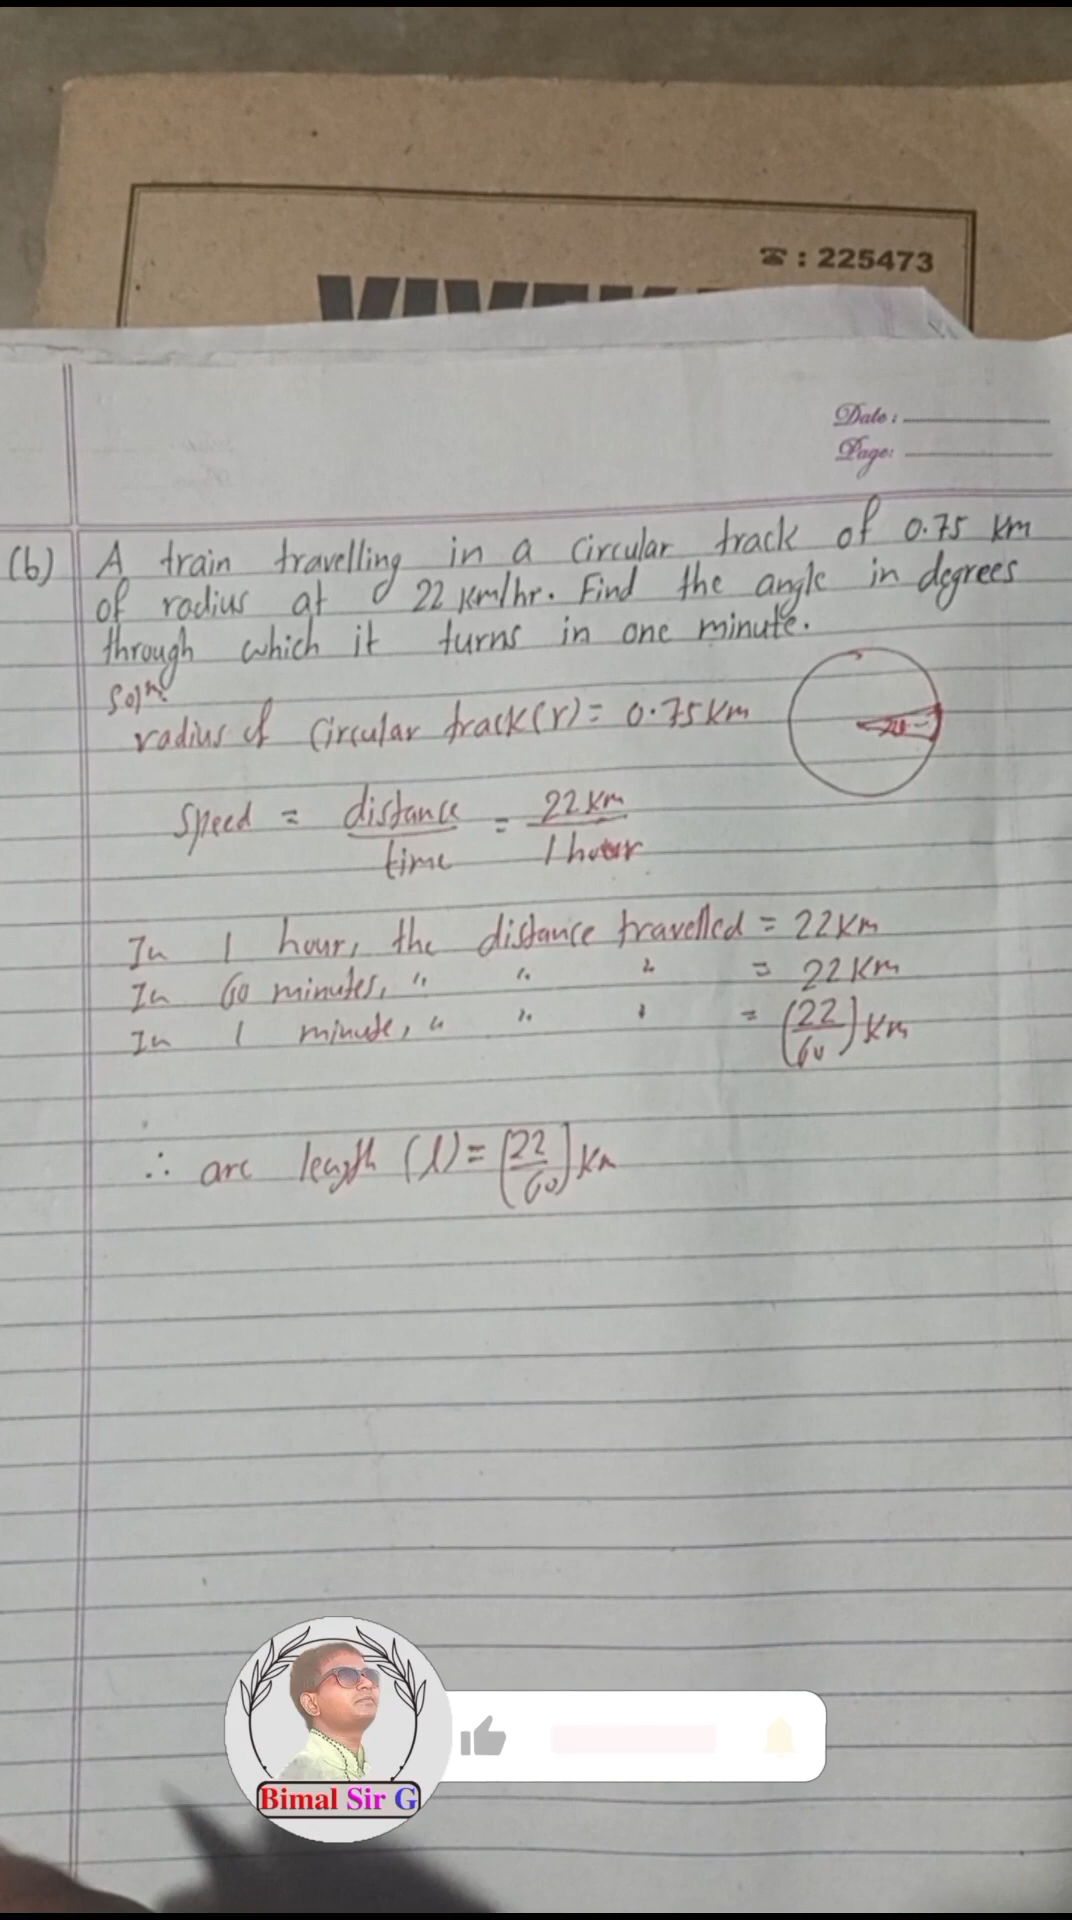 ☎ : 225473
Date :
Page:
(b) A train travelling in a circular track of 0.75 km
of radius at 22 km/hr. Find the angle in degrees
through which it turns in one minute.
Soln
radius of circular track(r) = 0.75 km
Speed = distance/time = 22 km/1 hour
In 1 hour, the distance travelled = 22 km
In 60 minutes, " " " = 22 km
In 1 minute, " " " = (22/60) km
∴ arc length (l) = (22/60) km
Bimal Sir G